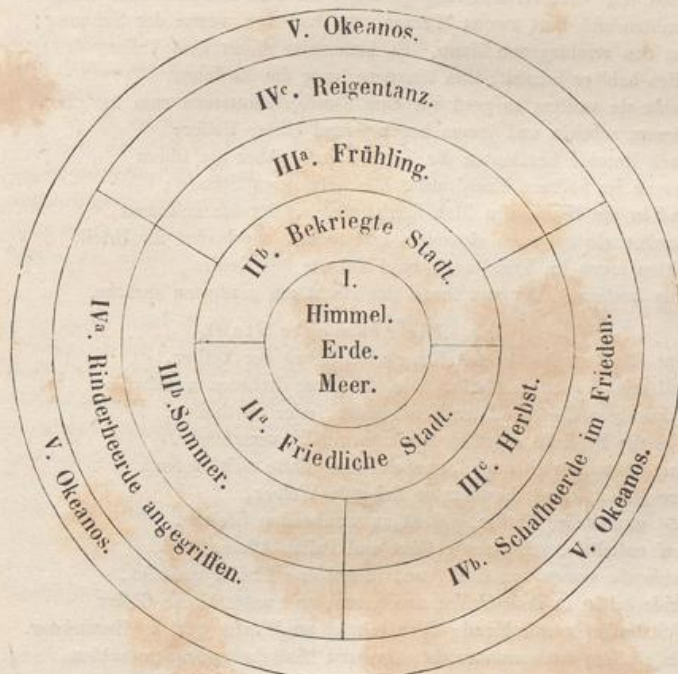 V. Okeanos.
IVc. Reigentanz.
IIIa. Frühling.
IIb. Bekriegte Stadt.
I.
Himmel.
Erde.
Meer.
IIa. Friedliche Stadt.
IIIb. Sommer.
IIIc. Herbst.
IVa. Rinderheerde angegriffen.
IVb. Schafheerde im Frieden.
V. Okeanos.
V. Okeanos.